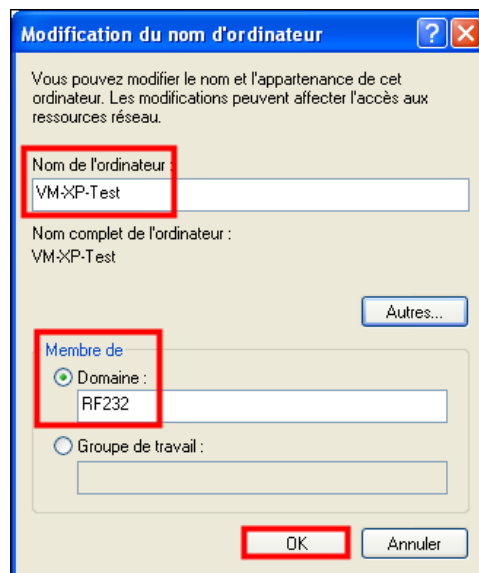 Modification du nom d'ordinateur
Vous pouvez modifier le nom et l'appartenance de cet
ordinateur. Les modifications peuvent affecter l'accès aux
ressources réseau.
Nom de l'ordinateur :
VM-XP-Test
Nom complet de l'ordinateur :
VM-XP-Test
Autres...
Membre de
Domaine :
RF232
Groupe de travail :
OK Annuler